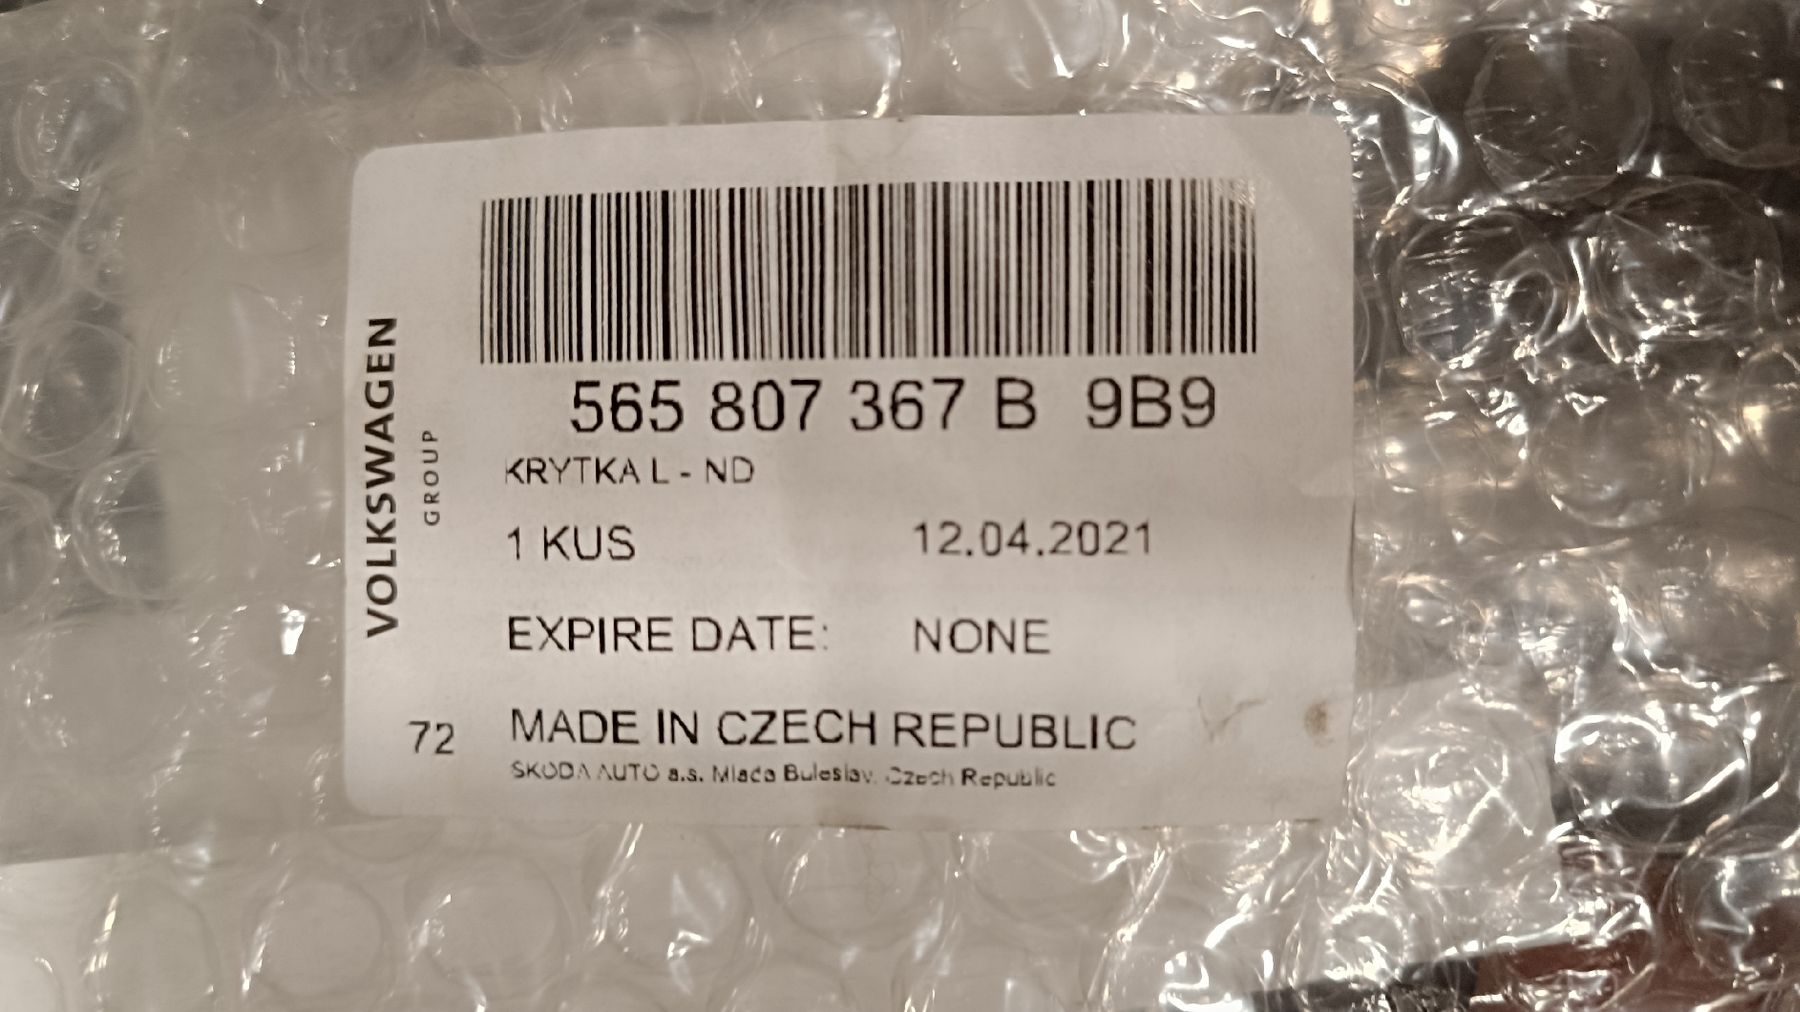 565 807 367 B 9B9
KRYTKA L - ND
1 KUS 12.04.2021
EXPIRE DATE: NONE
72 MADE IN CZECH REPUBLIC
SKODA AUTO a.s. Mlada Boleslav. Czech Republic
VOLKSWAGEN
GROUP